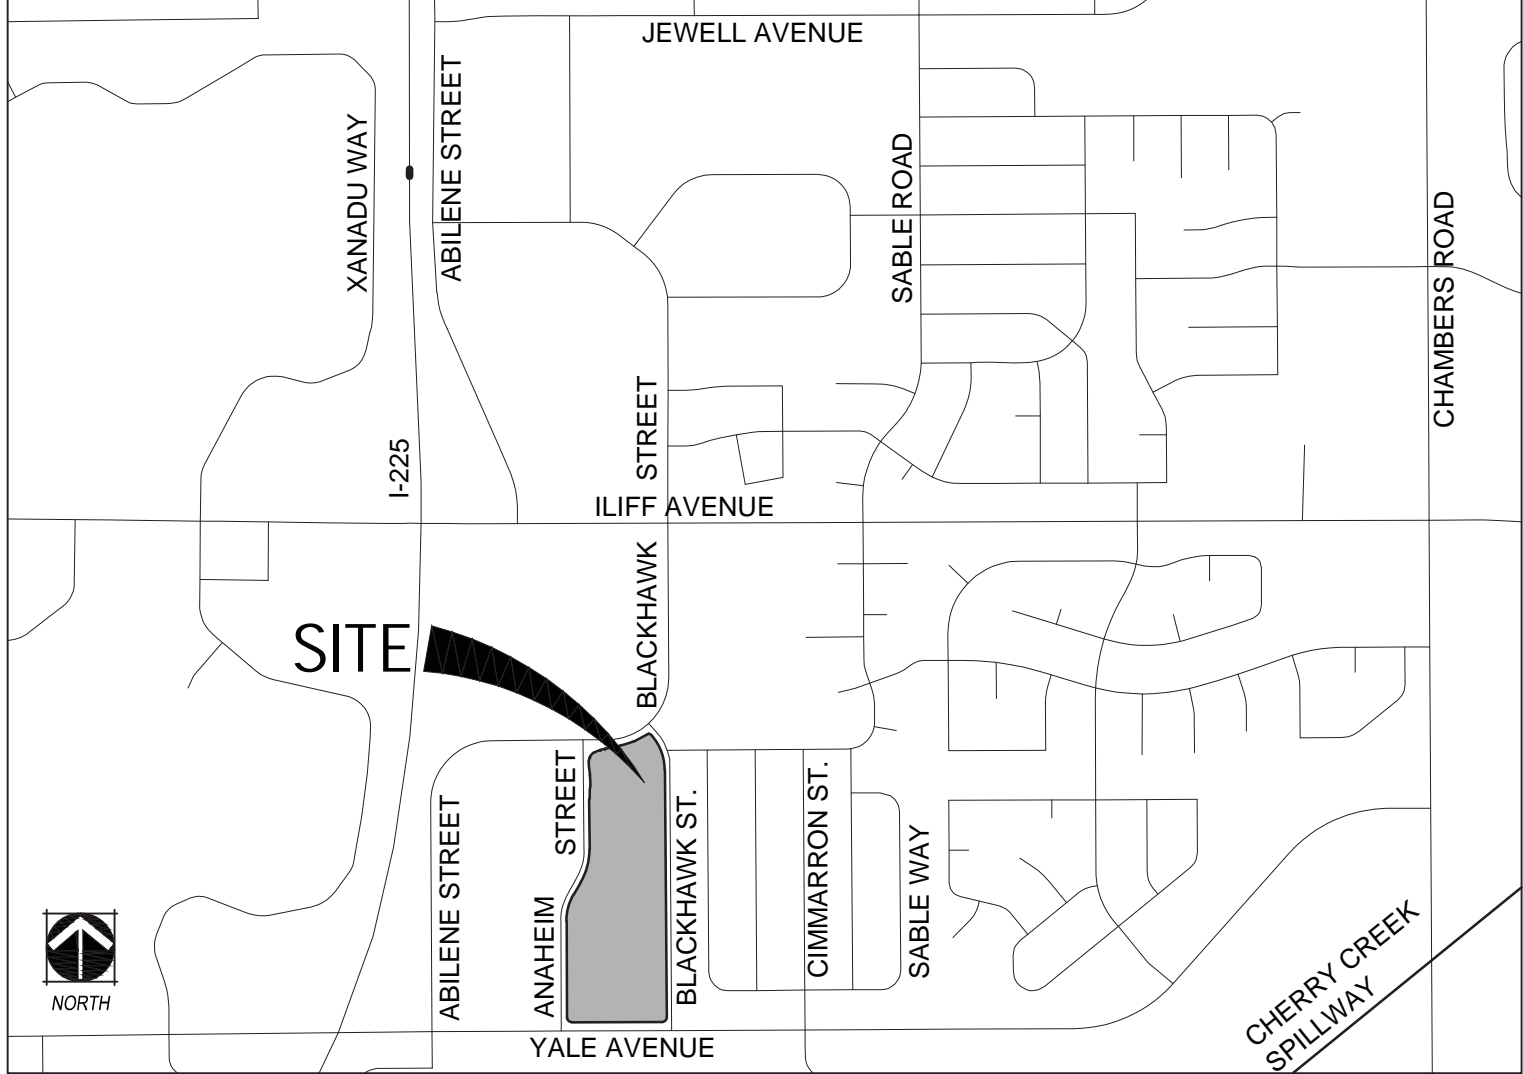 JEWELL AVENUE
XANADU WAY
ABILENE STREET
SABLE ROAD
CHAMBERS ROAD
I-225
BLACKHAWK STREET
ILIFF AVENUE
SITE
ABILENE STREET
ANAHEIM STREET
BLACKHAWK ST.
CIMMARRON ST.
SABLE WAY
NORTH
YALE AVENUE
CHERRY CREEK
SPILLWAY